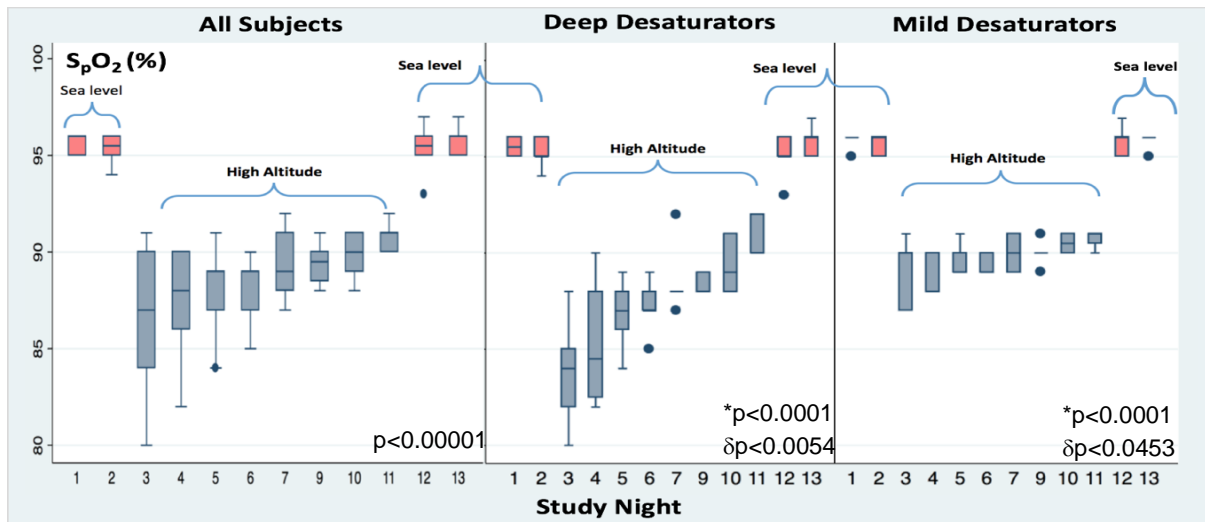 All Subjects
Deep Desaturators
Mild Desaturators
SpO2 (%)
Sea level
Sea level
Sea level
Sea level
High Altitude
High Altitude
High Altitude
100
95
90
85
80
p<0.00001
*p<0.0001
δp<0.0054
*p<0.0001
δp<0.0453
1 2 3 4 5 6 7 9 10 11 12 13
1 2 3 4 5 6 7 9 10 11 12 13
1 2 3 4 5 6 7 9 10 11 12 13
Study Night